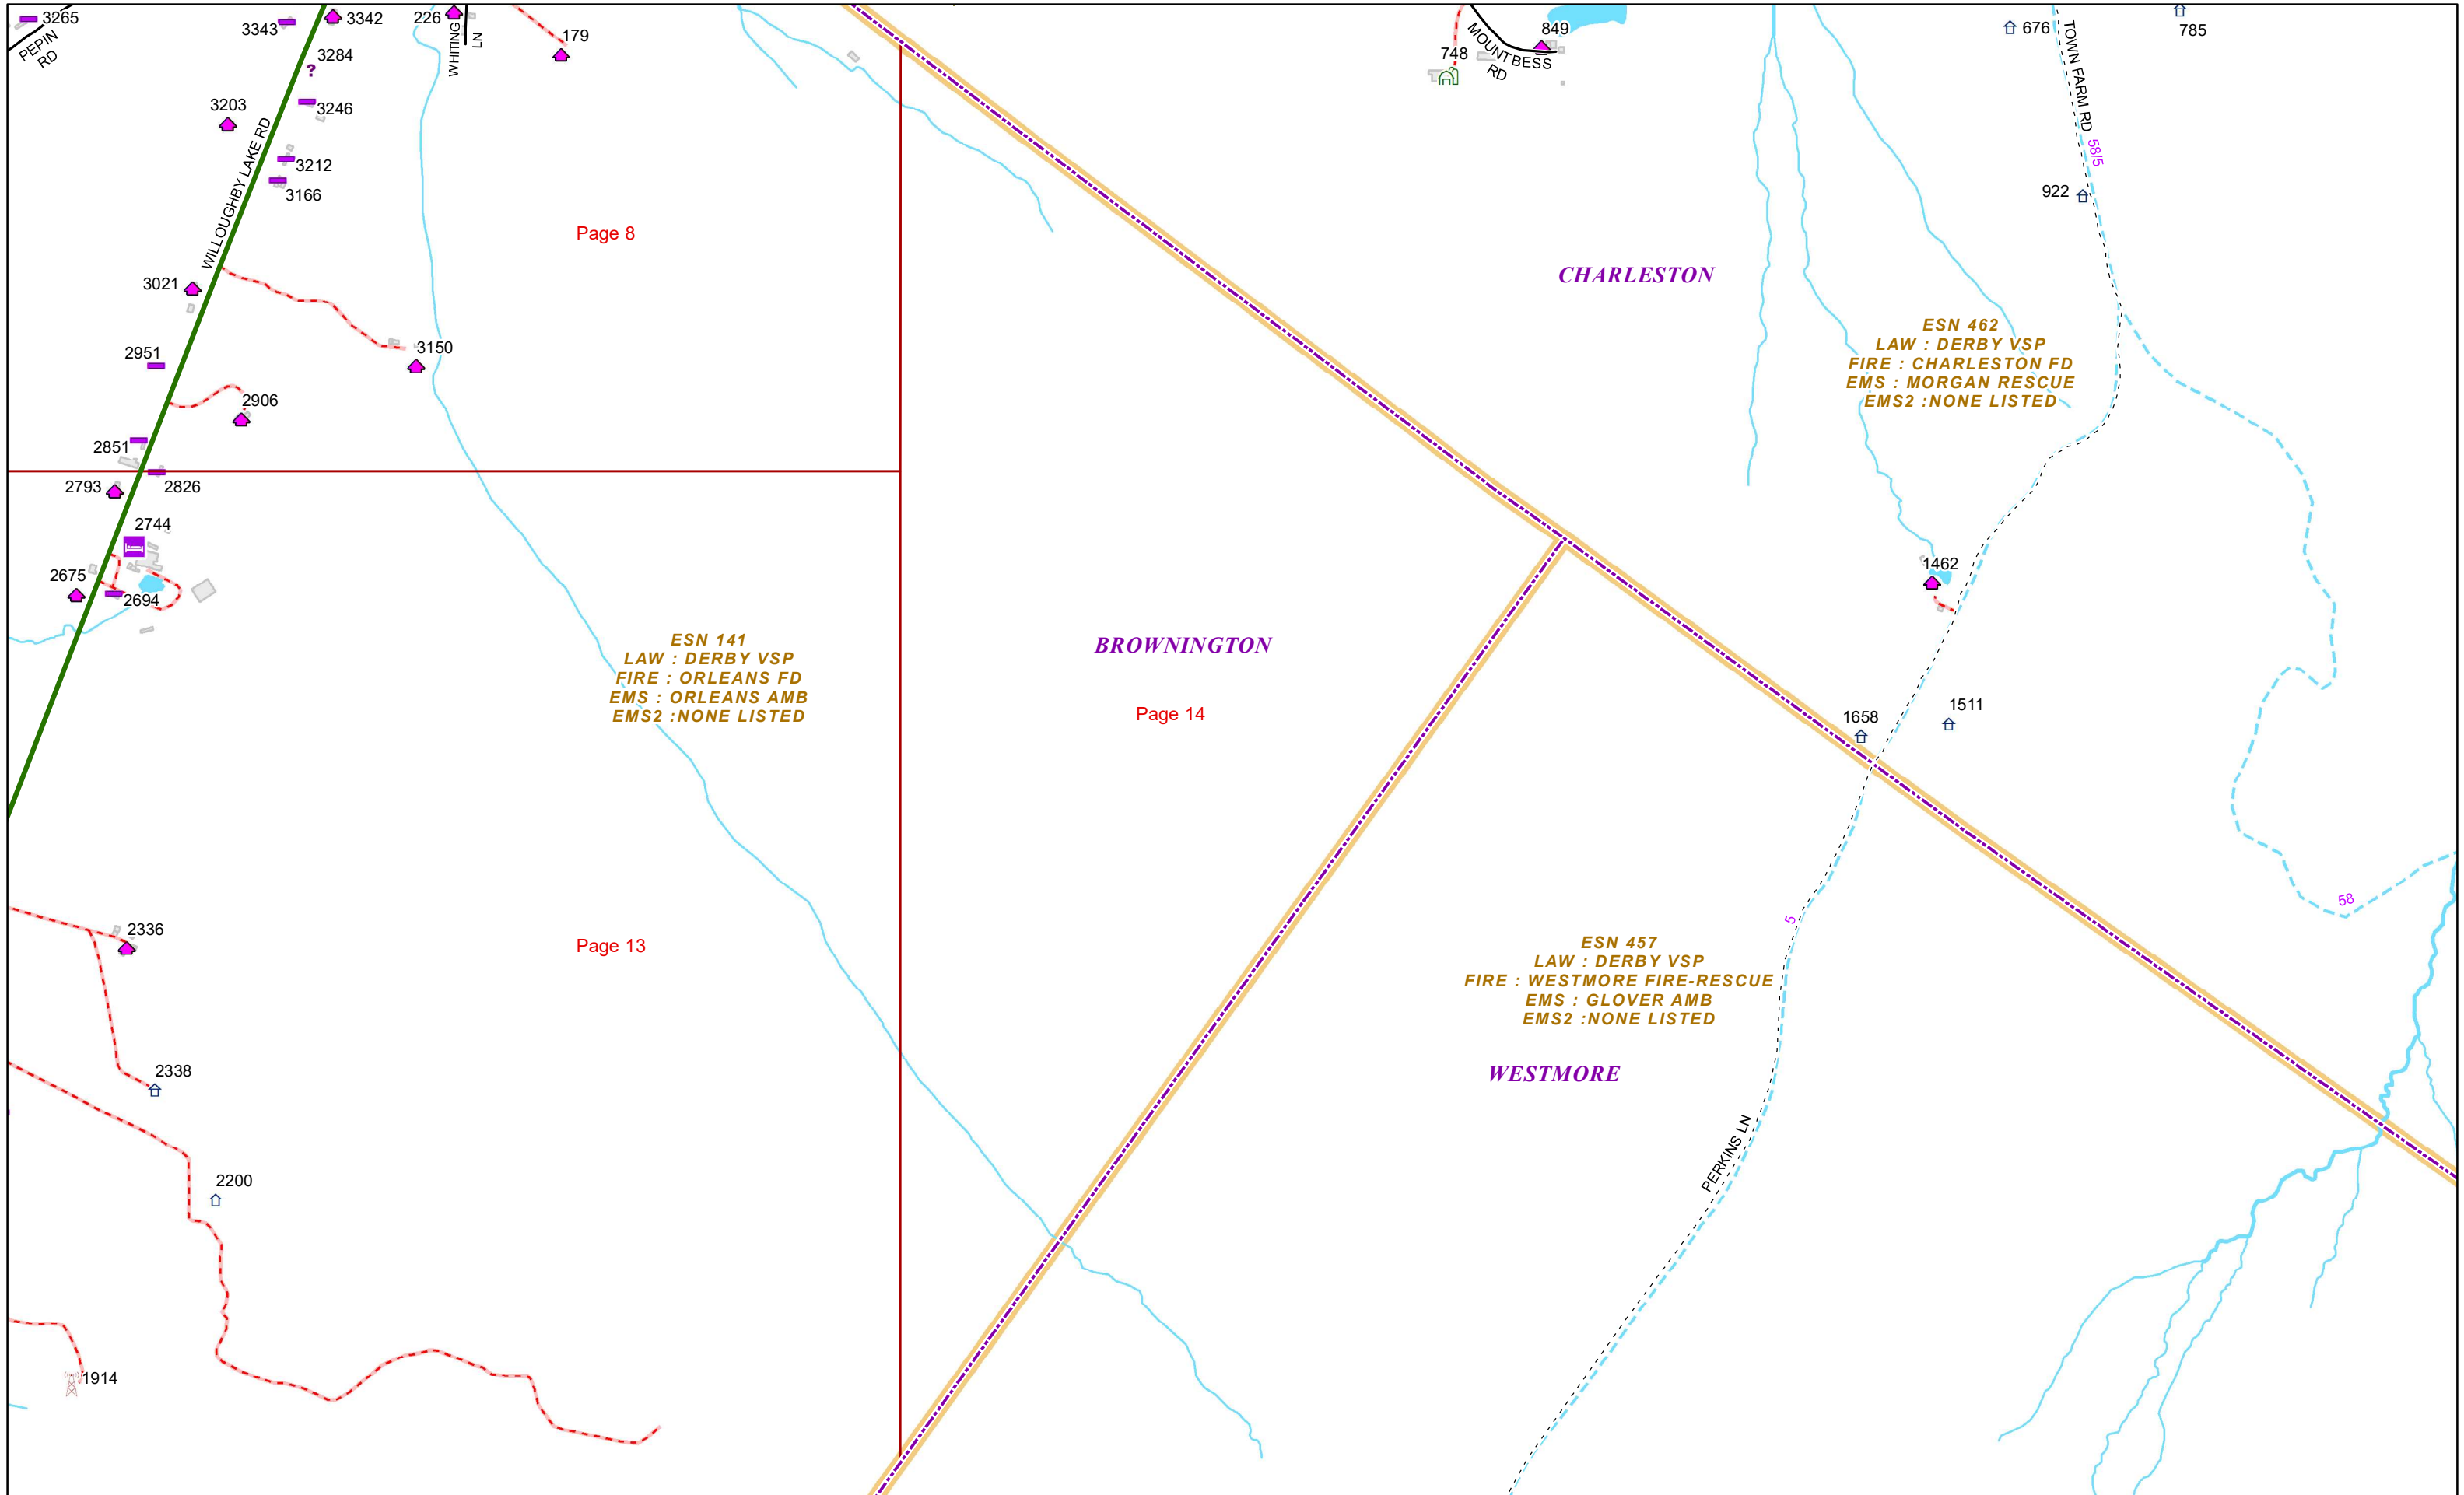 3265
PEPIN
RD
3343
3342
226
WHITING
LN
179
849
748
MOUNT BESS
RD
676
785
TOWN FARM RD
58/5
922
3284
3246
3203
WILLOUGHBY LAKE RD
3212
3166
Page 8
CHARLESTON
3021
ESN 462
LAW : DERBY VSP
FIRE : CHARLESTON FD
EMS : MORGAN RESCUE
EMS2 :NONE LISTED
3150
2951
2906
2851
2826
2793
2744
2675
2694
1462
ESN 141
LAW : DERBY VSP
FIRE : ORLEANS FD
EMS : ORLEANS AMB
EMS2 :NONE LISTED
BROWNINGTON
Page 14
1658
1511
2336
Page 13
5
58
ESN 457
LAW : DERBY VSP
FIRE : WESTMORE FIRE-RESCUE
EMS : GLOVER AMB
EMS2 :NONE LISTED
WESTMORE
2338
PERKINS LN
2200
1914
?